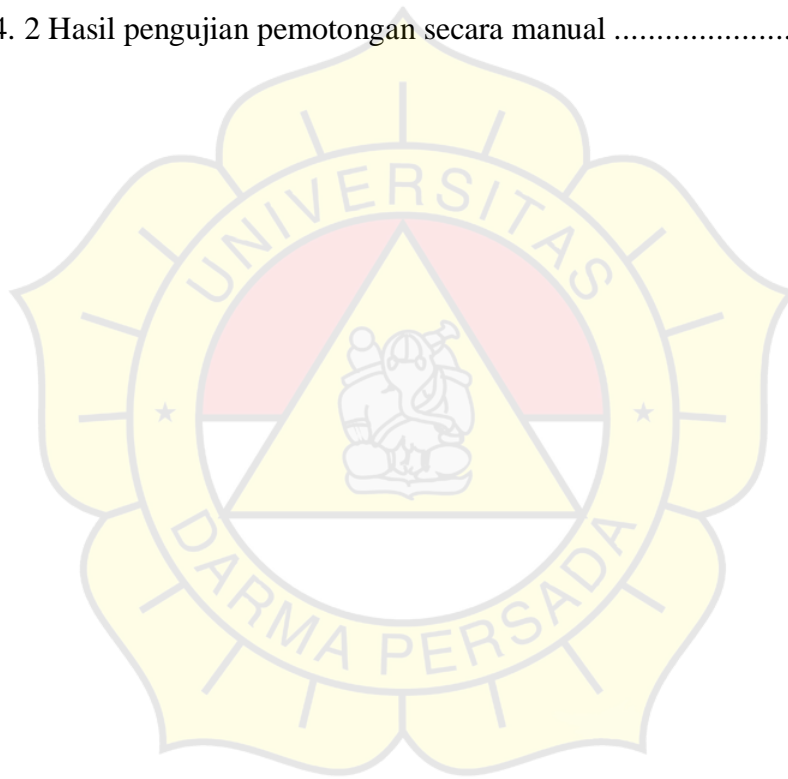 4. 2 Hasil pengujian pemotongan secara manual .....................
UNIVERSITAS
DARMA PERSADA